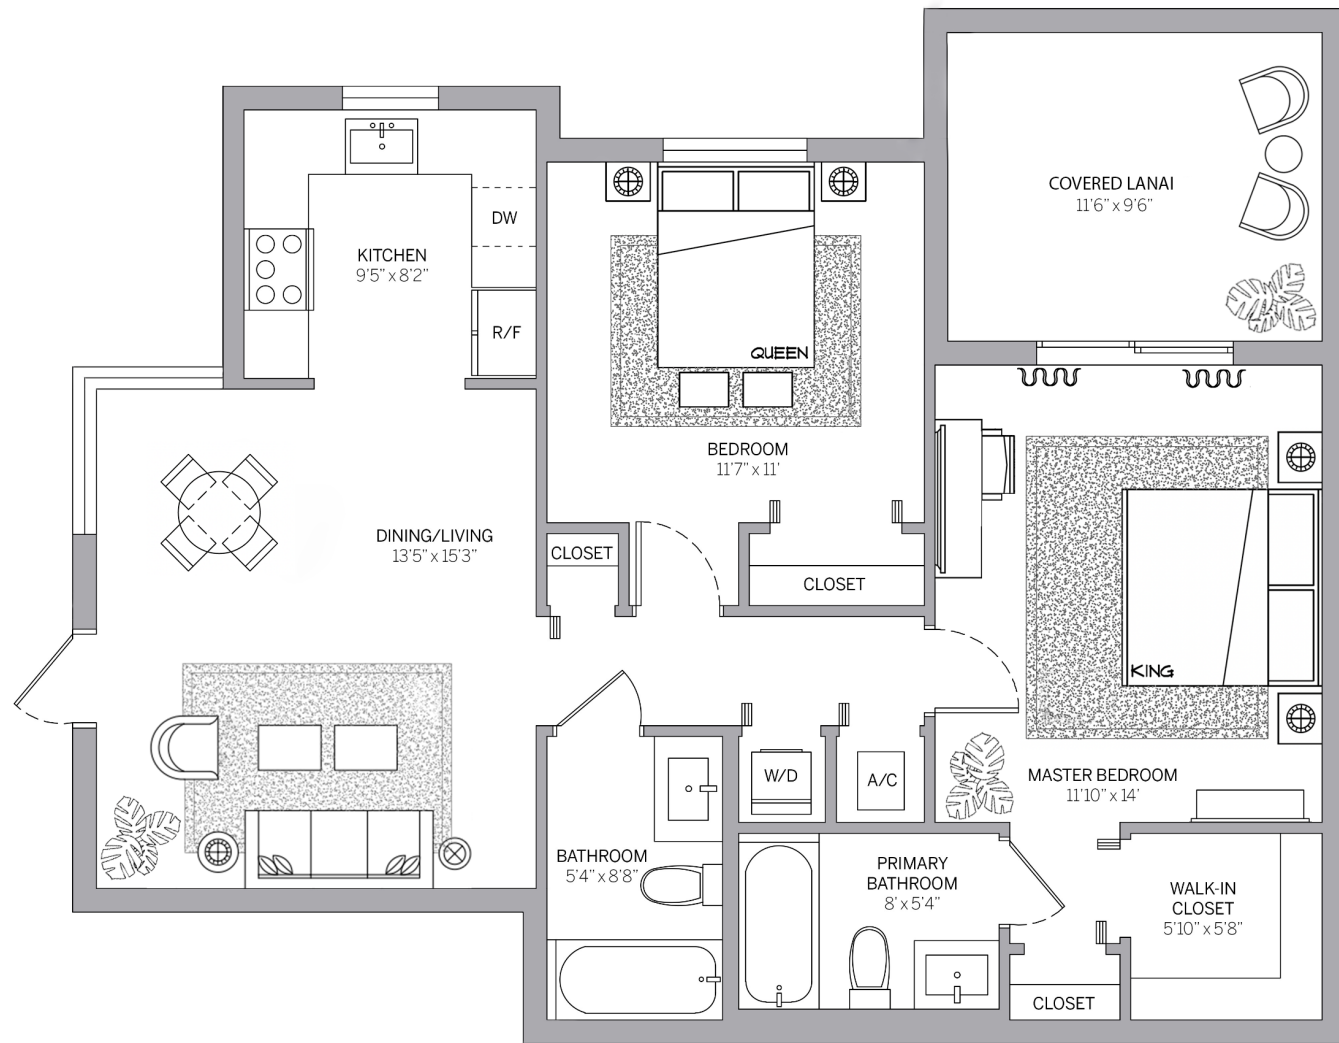 COVERED LANAI
11'6" x 9'6"
DW
KITCHEN
9'5" x 8'2"
R/F
QUEEN
BEDROOM
11'7" x 11'
DINING/LIVING
13'5" x 15'3"
CLOSET
CLOSET
KING
W/D
A/C
MASTER BEDROOM
11'10" x 14'
BATHROOM
5'4" x 8'8"
PRIMARY
BATHROOM
8' x 5'4"
WALK-IN
CLOSET
5'10" x 5'8"
CLOSET